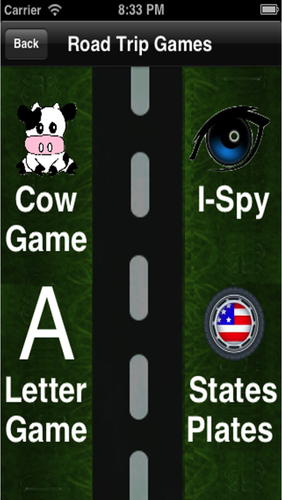 Carrier 8:33 PM
Back Road Trip Games
Cow Game
I-Spy
A
Letter Game
States Plates